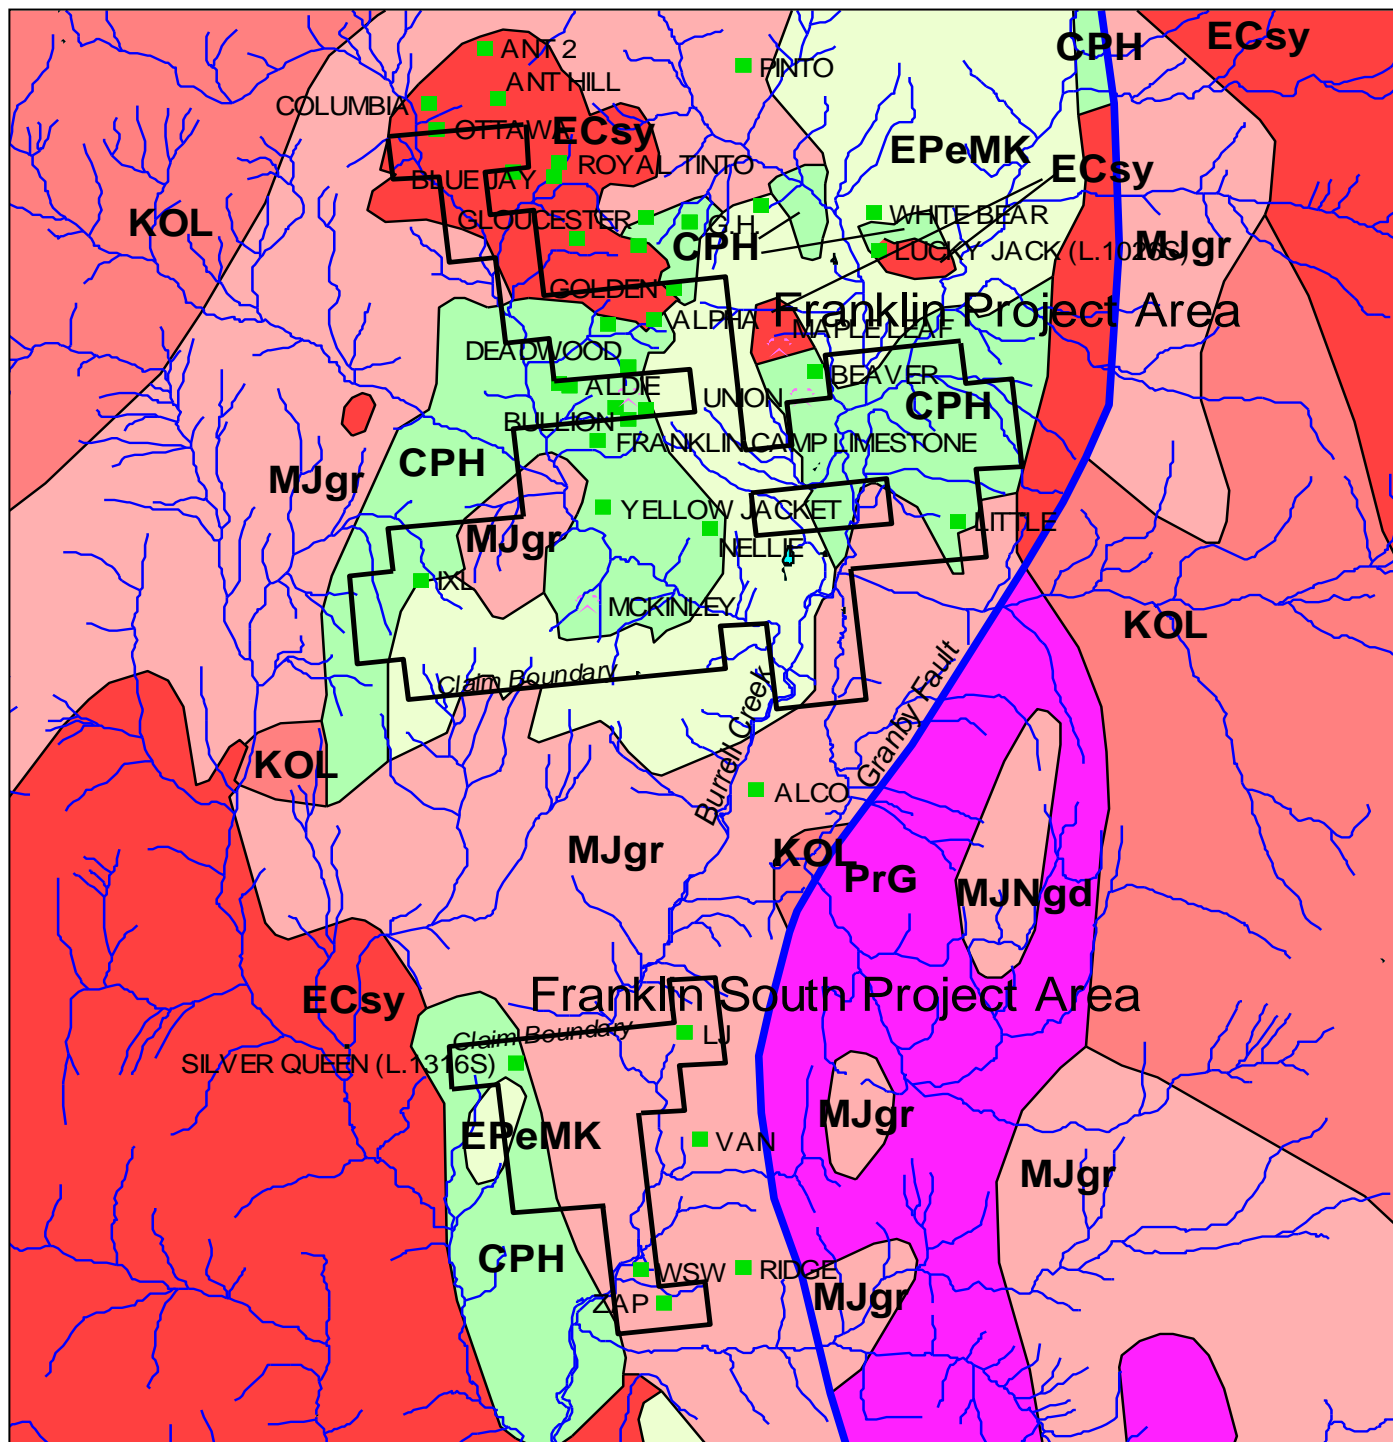 ANT 2
ANT HILL
PINTO
CPH
ECsy
COLUMBIA
OTTAWA
ECsy
EPeMK
ECsy
ROYAL TINTO
BLUE JAY
KOL
GLOUCESTER
G.H.
CPH
WHITE BEAR
LUCKY JACK (L.1026S)
MJgr
GOLDEN
Franklin Project Area
ALPHA
MAPLE LEAF
DEADWOOD
BEAVER
ALDIE
UNION
CPH
BULLION
FRANKLIN CAMP LIMESTONE
CPH
MJgr
YELLOW JACKET
LITTLE
MJgr
NELLIE
IXL
MCKINLEY
KOL
Claim Boundary
Burrell Creek
Granby Fault
KOL
ALCO
MJgr
KOL
PrG
MJNgd
ECsy
Franklin South Project Area
Claim Boundary
LJ
SILVER QUEEN (L.1316S)
MJgr
EPeMK
VAN
MJgr
CPH
WSW
RIDGE
ZAP
MJgr